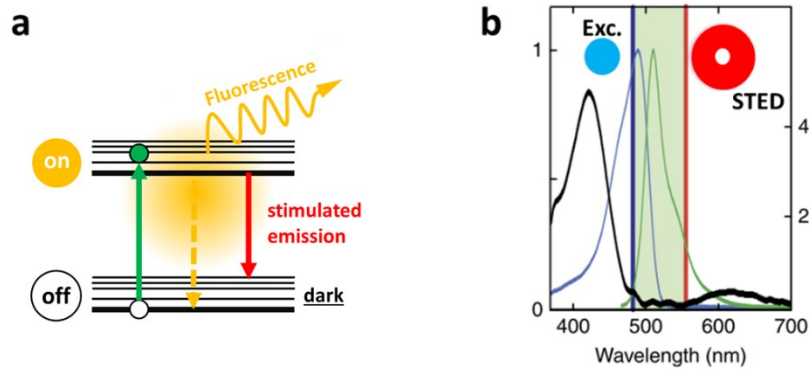 a
Fluorescence
on
stimulated
emission
off
dark
b
Exc.
STED
1
0
4
2
400
500
600
700
Wavelength (nm)